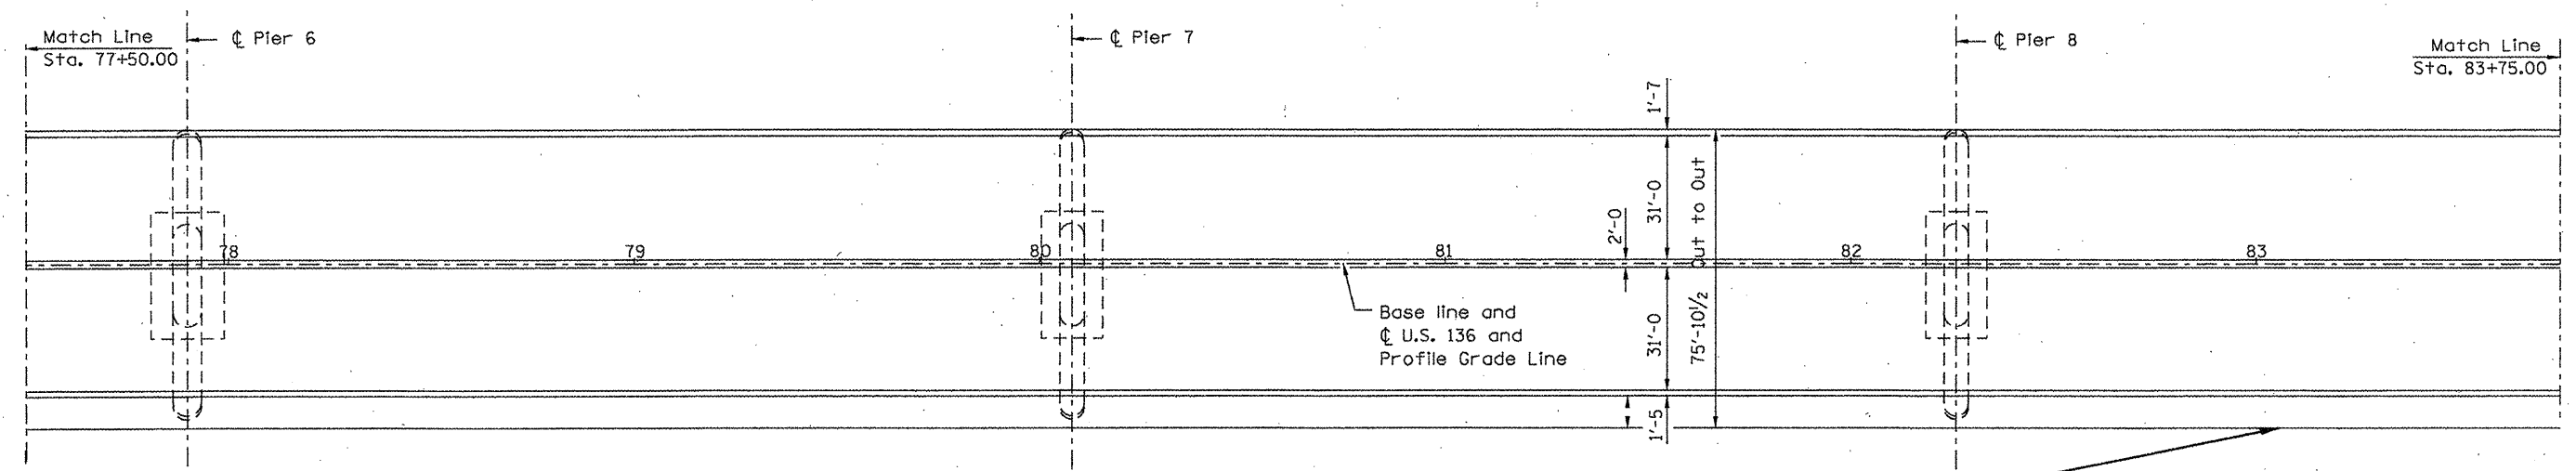 Match Line
Sta. 77+50.00
℄ Pier 6
℄ Pier 7
℄ Pier 8
Match Line
Sta. 83+75.00
1'-7
31'-0
Out to Out
2'-0
78
79
80
81
82
83
Base line and
℄ U.S. 136 and
Profile Grade Line
31'-0
75'-10½
1'-5